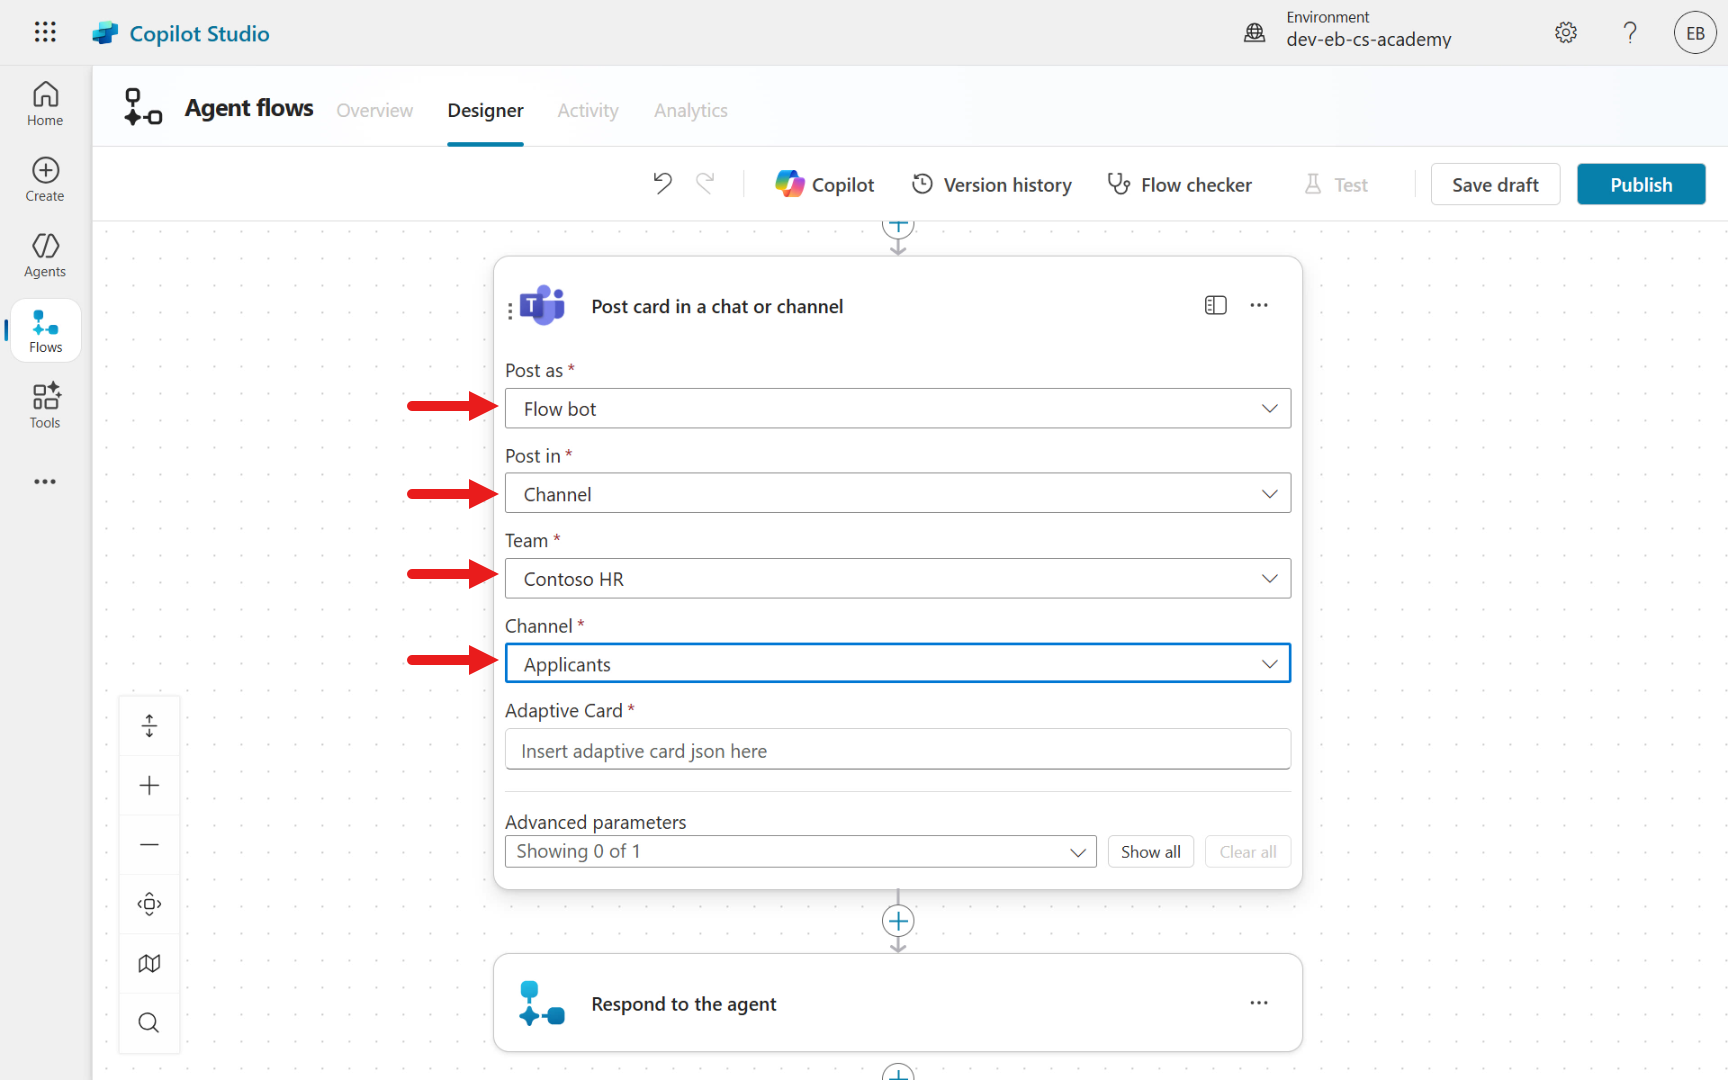 Copilot Studio
Environment
dev-eb-cs-academy
EB
Home
Create
Agents
Flows
Tools
Agent flows
Overview
Designer
Activity
Analytics
Copilot
Version history
Flow checker
Test
Save draft
Publish
T
Post card in a chat or channel
Post as *
Flow bot
Post in *
Channel
Team *
Contoso HR
Channel *
Applicants
Adaptive Card *
Insert adaptive card json here
Advanced parameters
Showing 0 of 1
Show all
Clear all
Respond to the agent